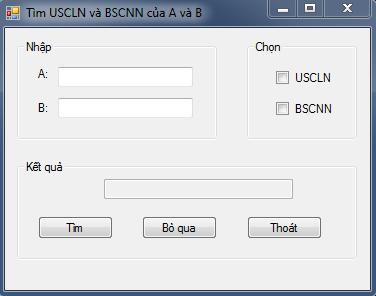 Tìm USCLN và BSCNN của A và B
Nhập
Chọn
A:
USCLN
B:
BSCNN
Kết quả
Tìm
Bỏ qua
Thoát